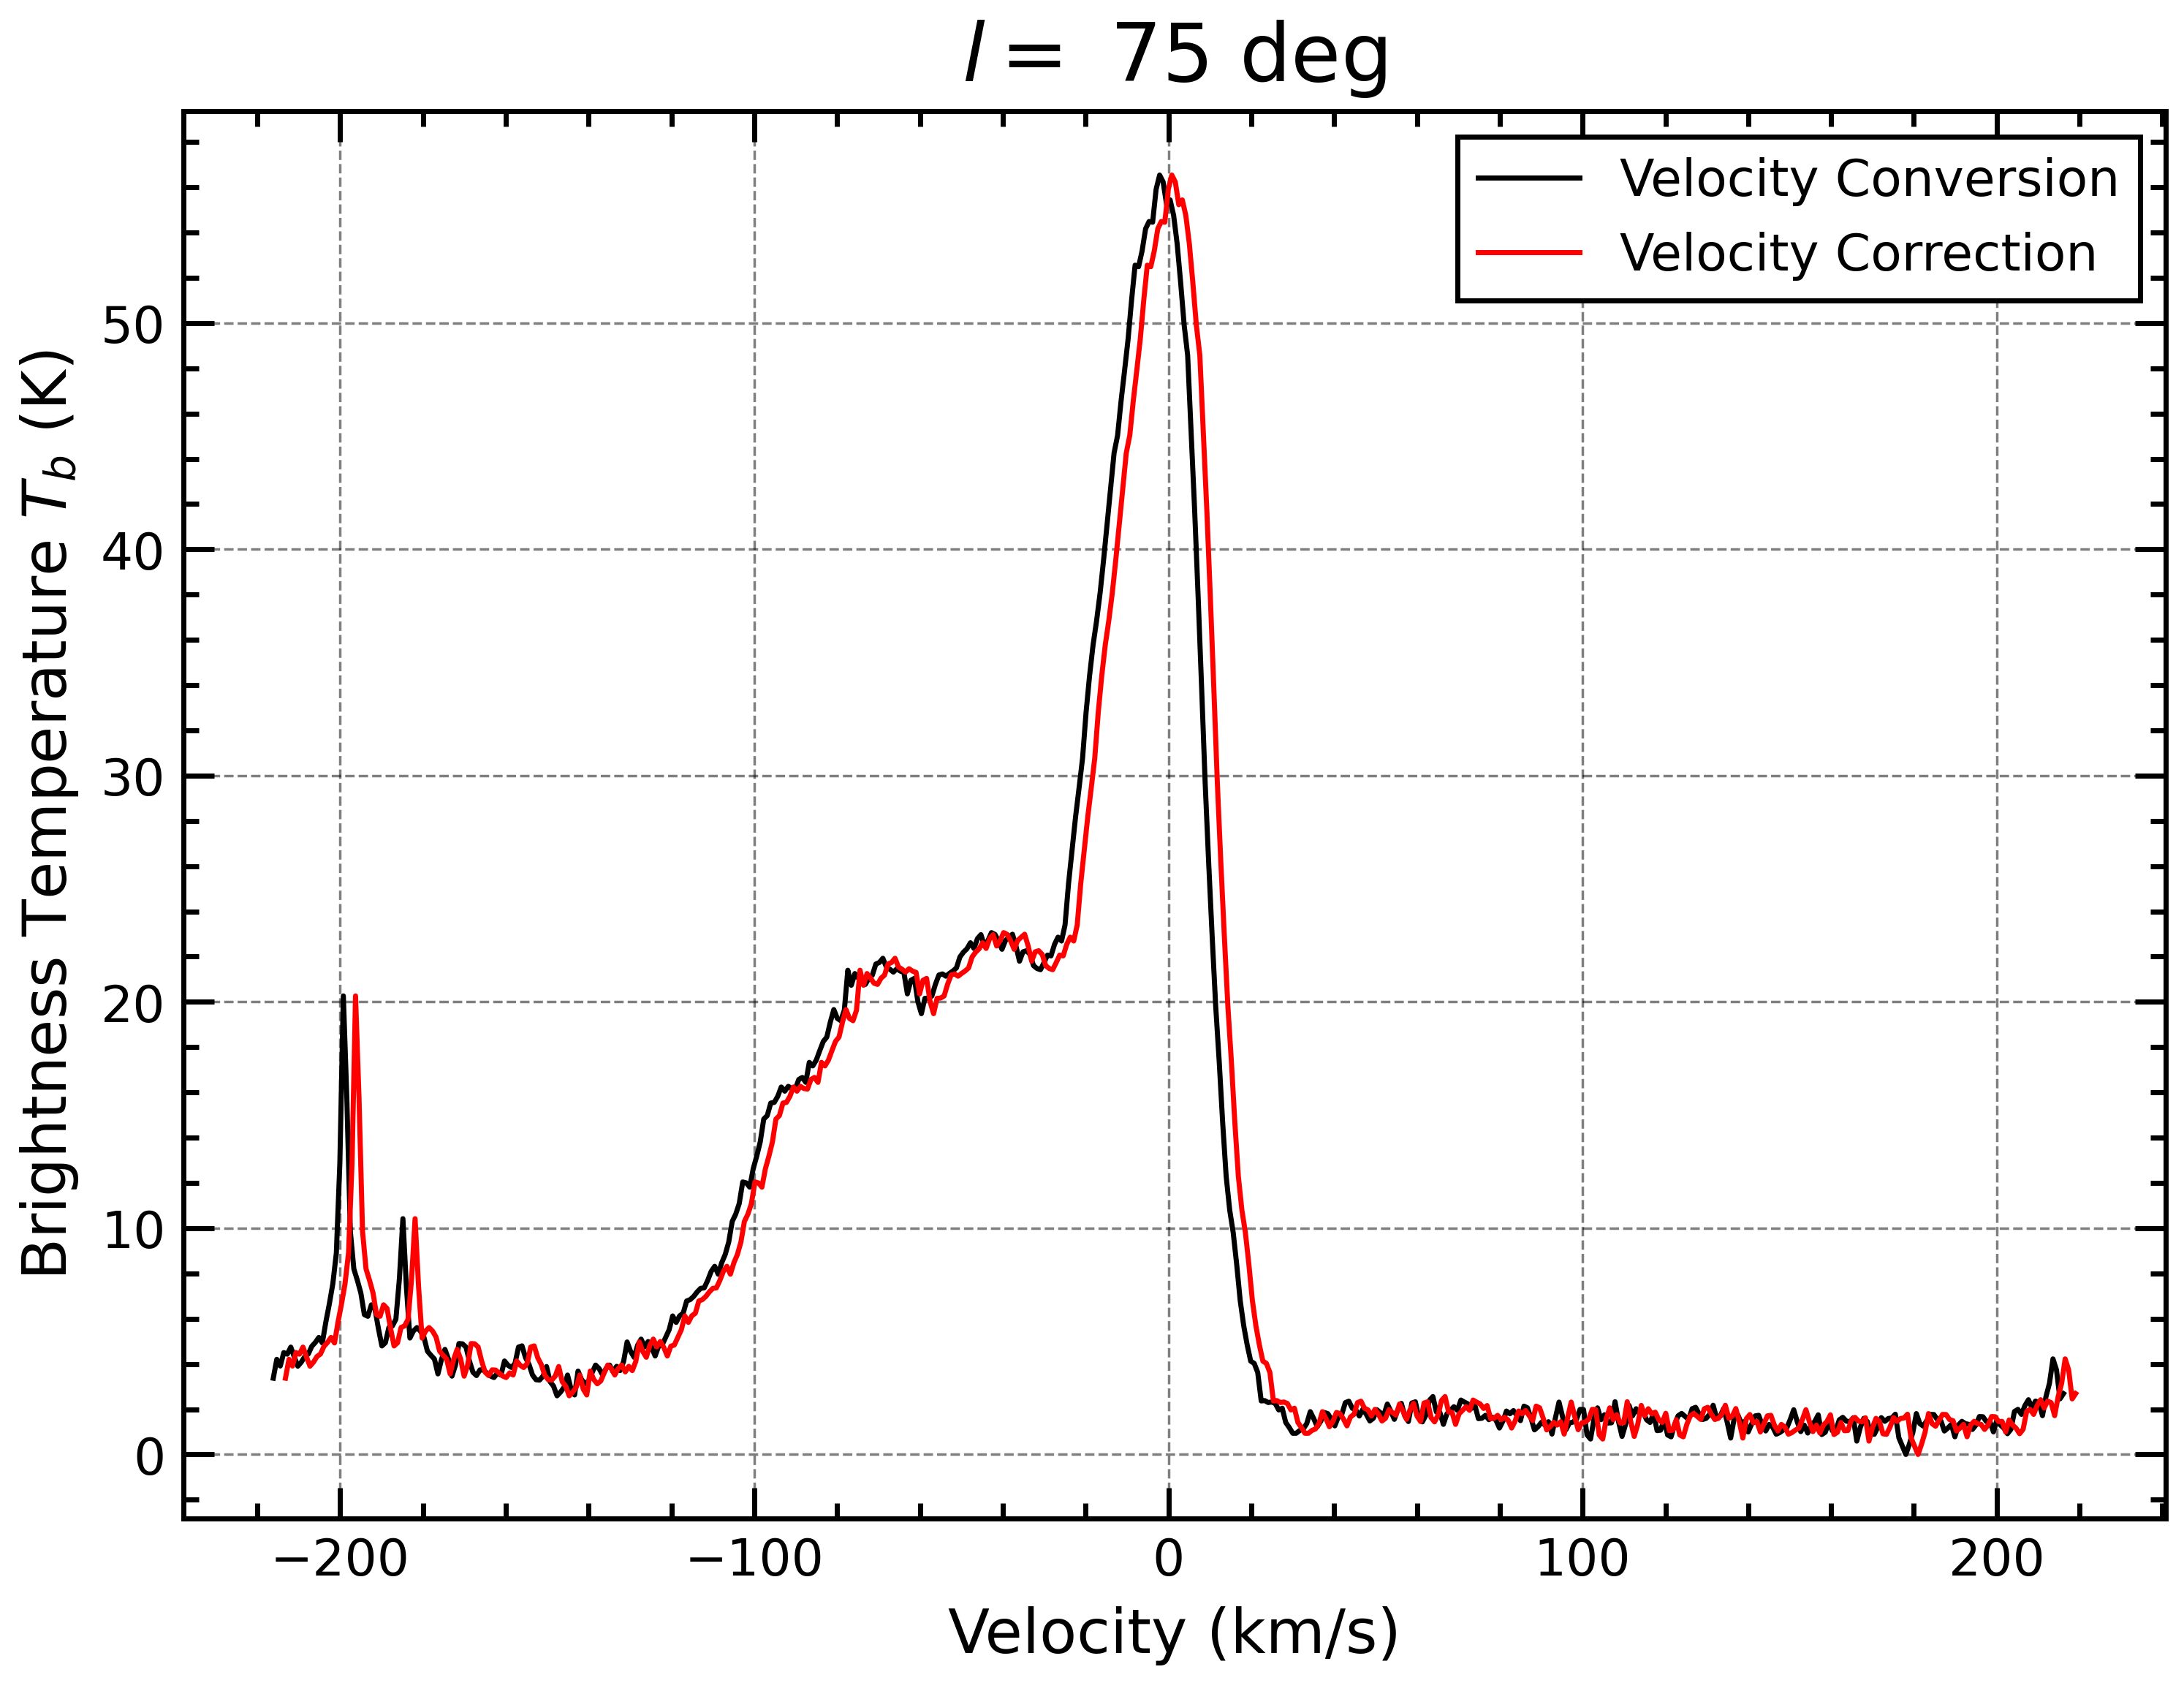 l = 75 deg
Velocity Conversion
Velocity Correction
Brightness Temperature T_b (K)
50
40
30
20
10
0
−200 −100 0 100 200
Velocity (km/s)